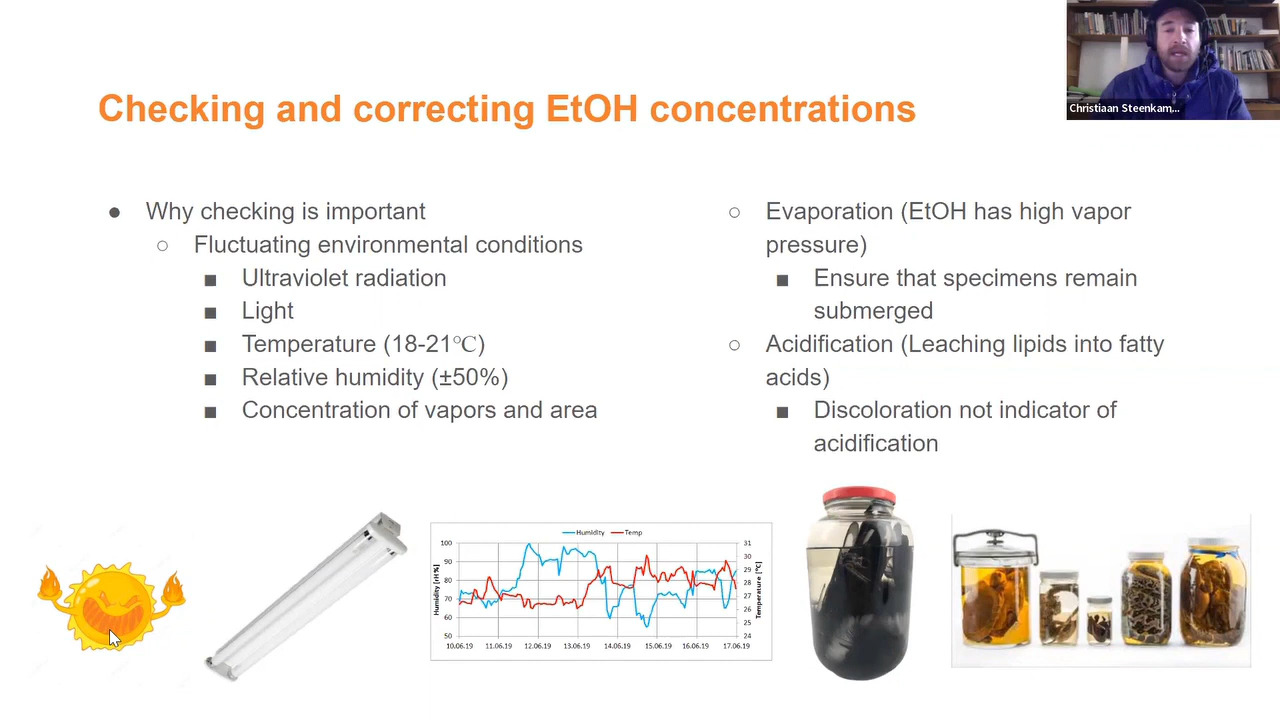 Christiaan Steenkam...
Checking and correcting EtOH concentrations
● Why checking is important
○ Fluctuating environmental conditions
■ Ultraviolet radiation
■ Light
■ Temperature (18-21℃)
■ Relative humidity (±50%)
■ Concentration of vapors and area
○ Evaporation (EtOH has high vapor
pressure)
■ Ensure that specimens remain
submerged
○ Acidification (Leaching lipids into fatty
acids)
■ Discoloration not indicator of
acidification
Humidity Temp
Humidity [rH%]
100
90
80
70
60
50
31
30
29
28
27
26
25
24
Temperature [°C]
10.06.19 11.06.19 12.06.19 13.06.19 14.06.19 15.06.19 16.06.19 17.06.19